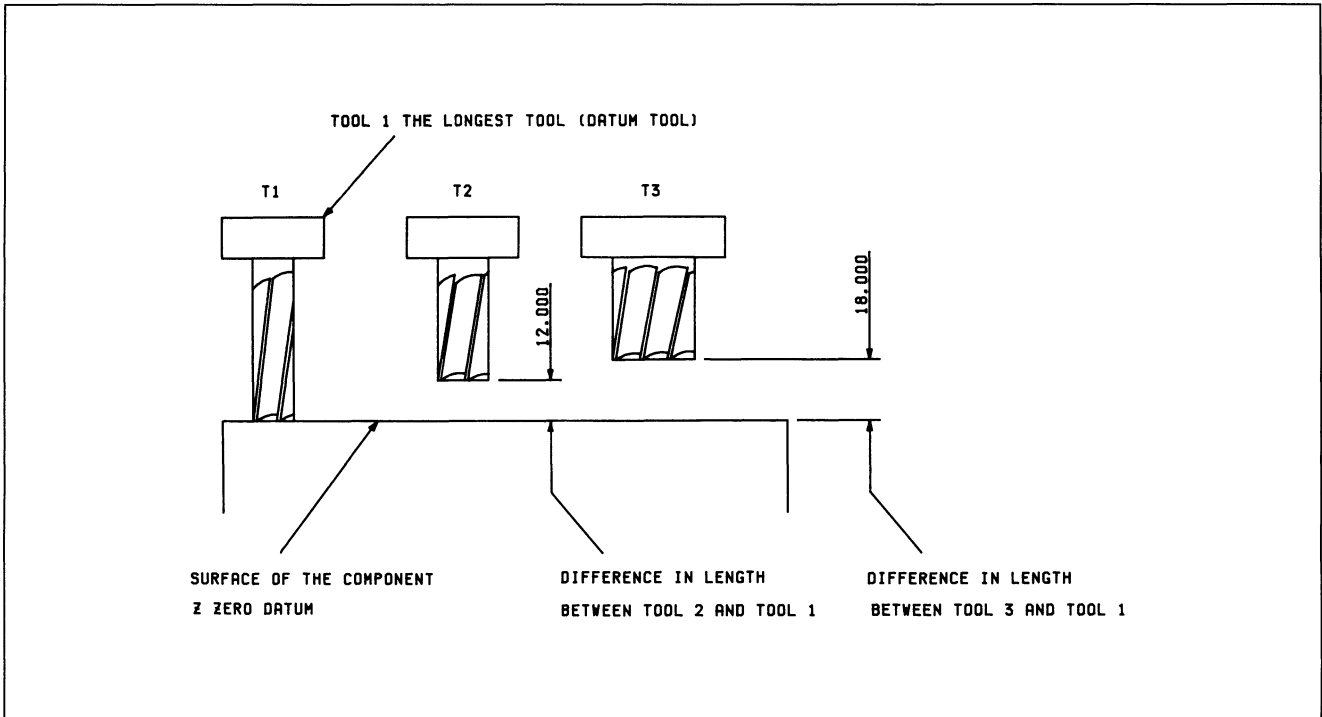 TOOL 1 THE LONGEST TOOL (DATUM TOOL)
T1
T2
T3
12.000
18.000
SURFACE OF THE COMPONENT
Z ZERO DATUM
DIFFERENCE IN LENGTH
BETWEEN TOOL 2 AND TOOL 1
DIFFERENCE IN LENGTH
BETWEEN TOOL 3 AND TOOL 1